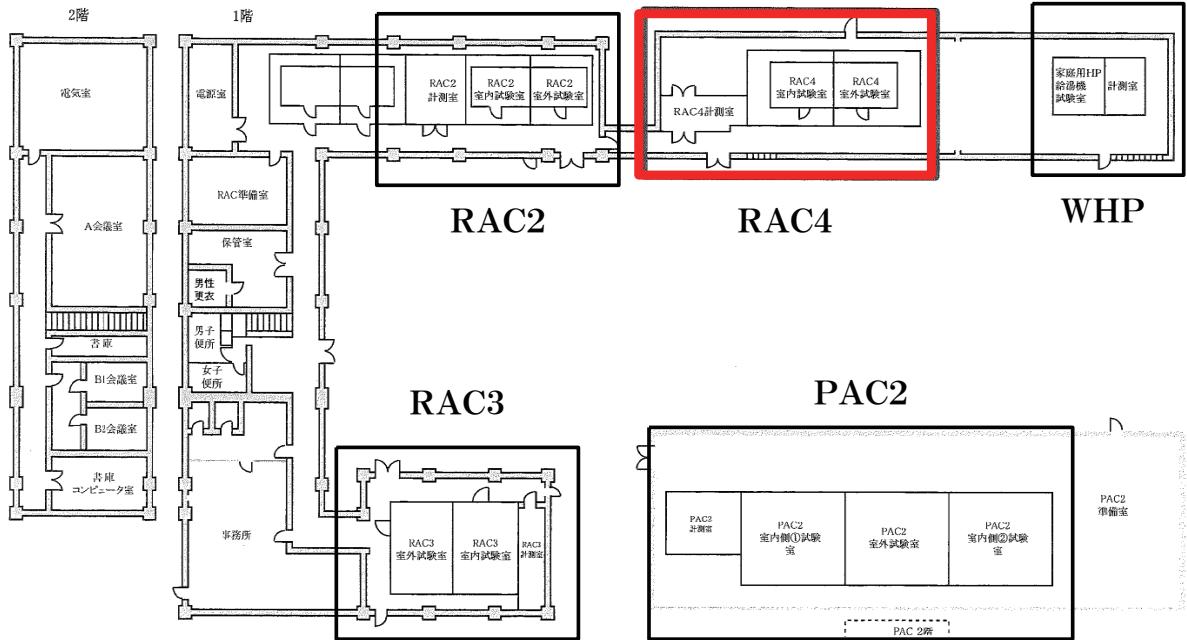 2階
1階
電気室
A会議室
書庫
B1会議室
B2会議室
書庫
コンピュータ室
電源室
RAC準備室
保管室
男性
更衣
男子
便所
女子
便所
事務所
RAC2
計測室
RAC2
室内試験室
RAC2
室外試験室
RAC2
RAC4計測室
RAC4
室内試験室
RAC4
室外試験室
RAC4
家庭用HP
給湯機
試験室
計測室
WHP
RAC3
RAC3
室外試験室
RAC3
室内試験室
RAC3
計測室
PAC2
PAC2
計測室
PAC2
室内側①試験
室
PAC2
室外試験室
PAC2
室内側②試験
室
PAC2
準備室
PAC 2階